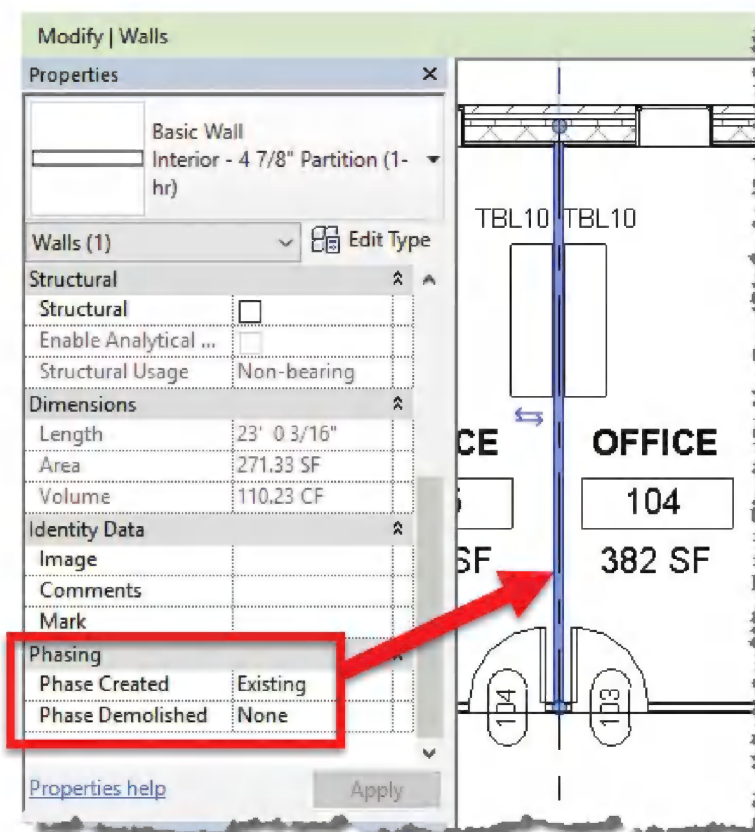 Modify | Walls
Properties
Basic Wall
Interior - 4 7/8" Partition (1-
hr)
Walls (1)
Edit Type
Structural
Structural
Enable Analytical ...
Structural Usage Non-bearing
Dimensions
Length 23' 0 3/16"
Area 271.33 SF
Volume 110.23 CF
Identity Data
Image
Comments
Mark
Phasing
Phase Created Existing
Phase Demolished None
Properties help
Apply
TBL10 TBL10
CE OFFICE
104
SF 382 SF
104 103